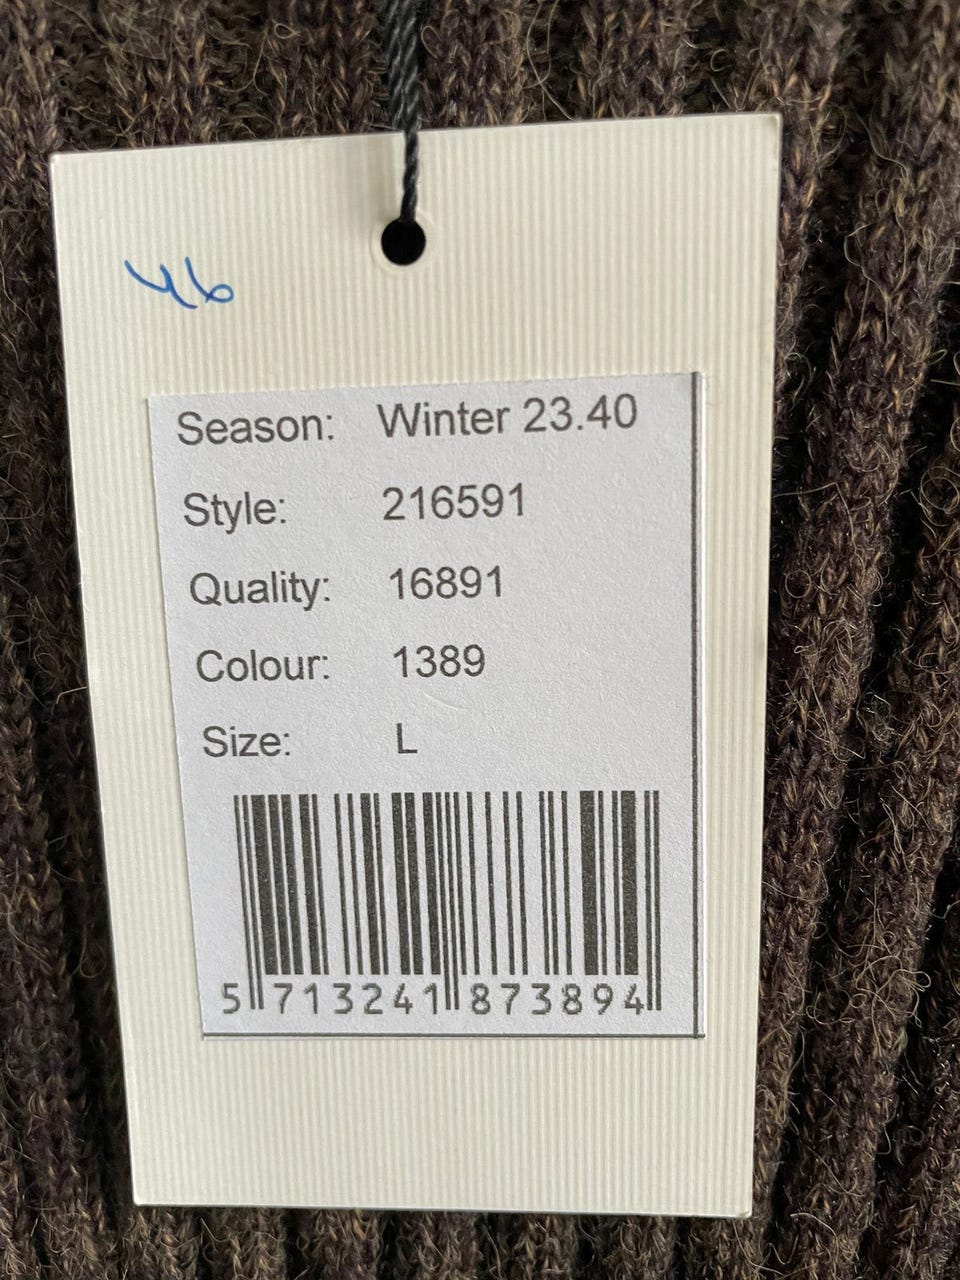 46
Season: Winter 23.40
Style: 216591
Quality: 16891
Colour: 1389
Size: L
5 713241 873894